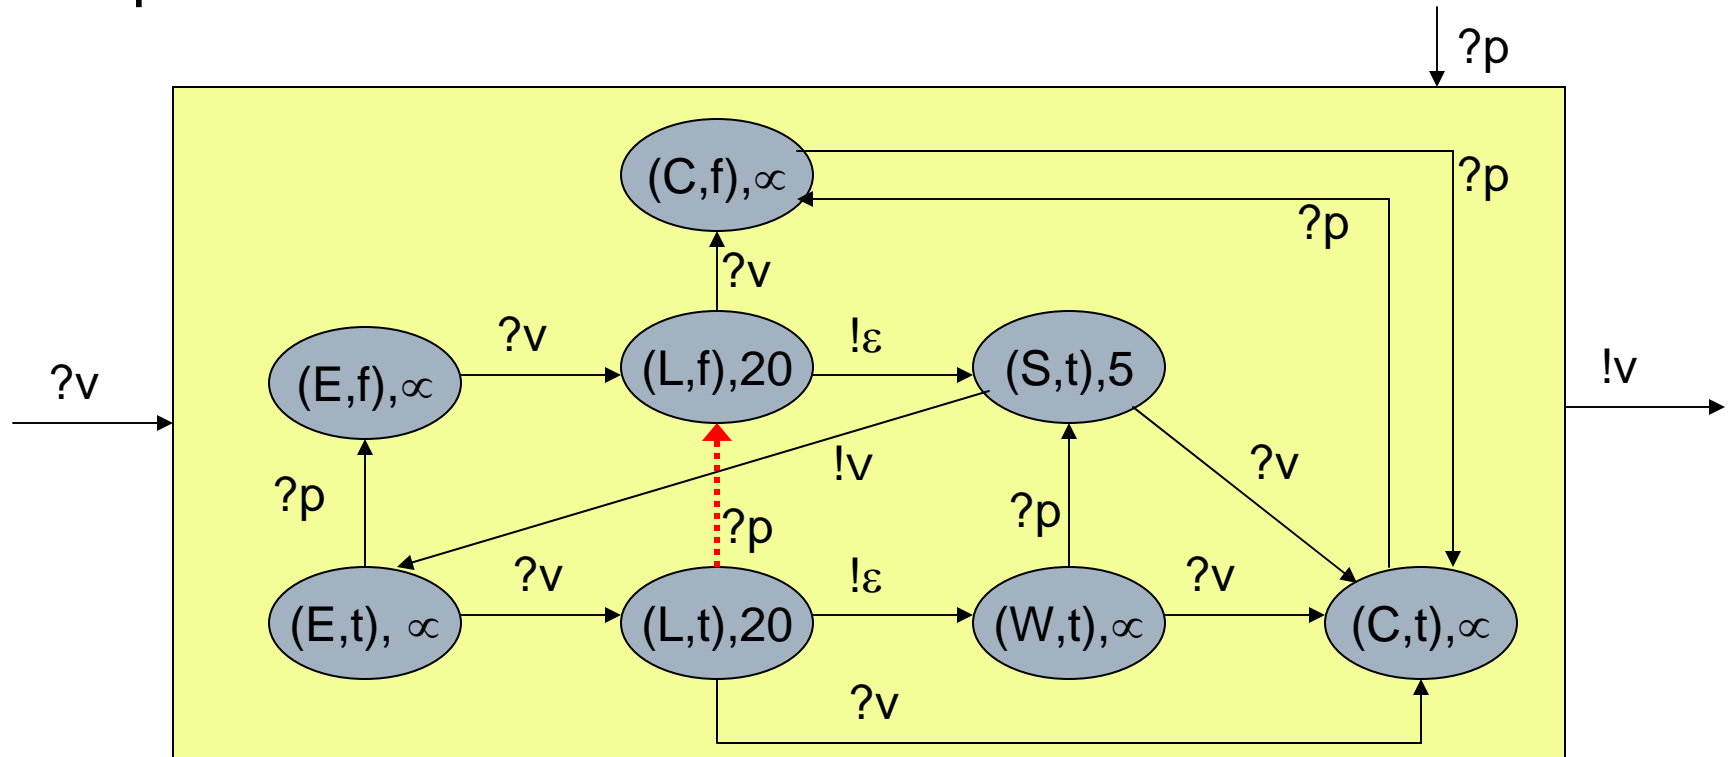 ?p
(C,f),∝
?p
?p
?v
?v
(L,f),20
!ε
(S,t),5
(E,f),∝
?v
!v
!v
?v
?p
?p
?p
?v
!ε
?v
(E,t), ∝
(L,t),20
(W,t),∝
(C,t),∝
?v